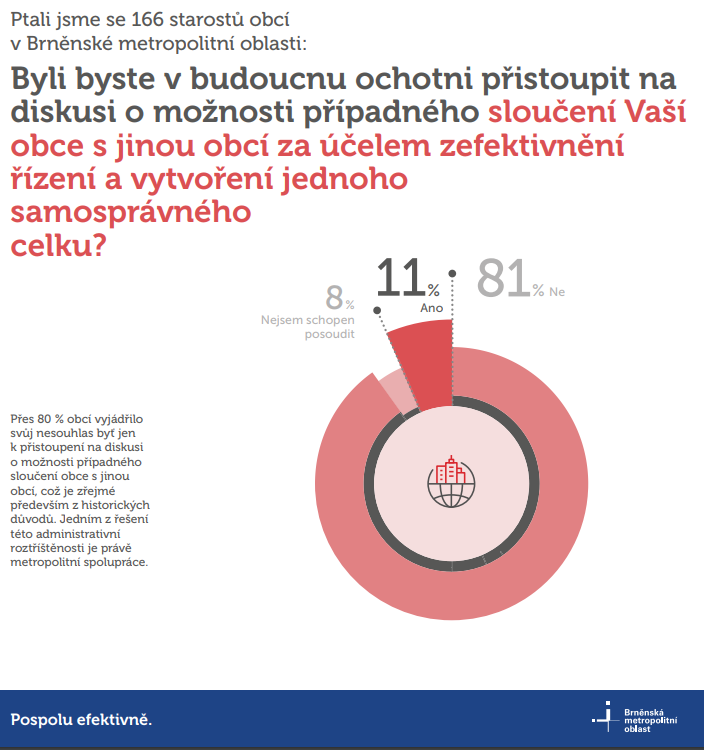 Ptali jsme se 166 starostů obcí
v Brněnské metropolitní oblasti:
Byli byste v budoucnu ochotni přistoupit na
diskusi o možnosti případného sloučení Vaší
obce s jinou obcí za účelem zefektivnění
řízení a vytvoření jednoho
samosprávného
celku?
8 %
Nejsem schopen
posoudit
11 %
Ano
81 % Ne
Přes 80 % obcí vyjádřilo
svůj nesouhlas byť jen
k přistoupení na diskusi
o možnosti případného
sloučení obce s jinou
obcí, což je zřejmé
především z historických
důvodů. Jedním z řešení
této administrativní
roztříštěnosti je právě
metropolitní spolupráce.
Pospolu efektivně.
Brněnská
metropolitní
oblast